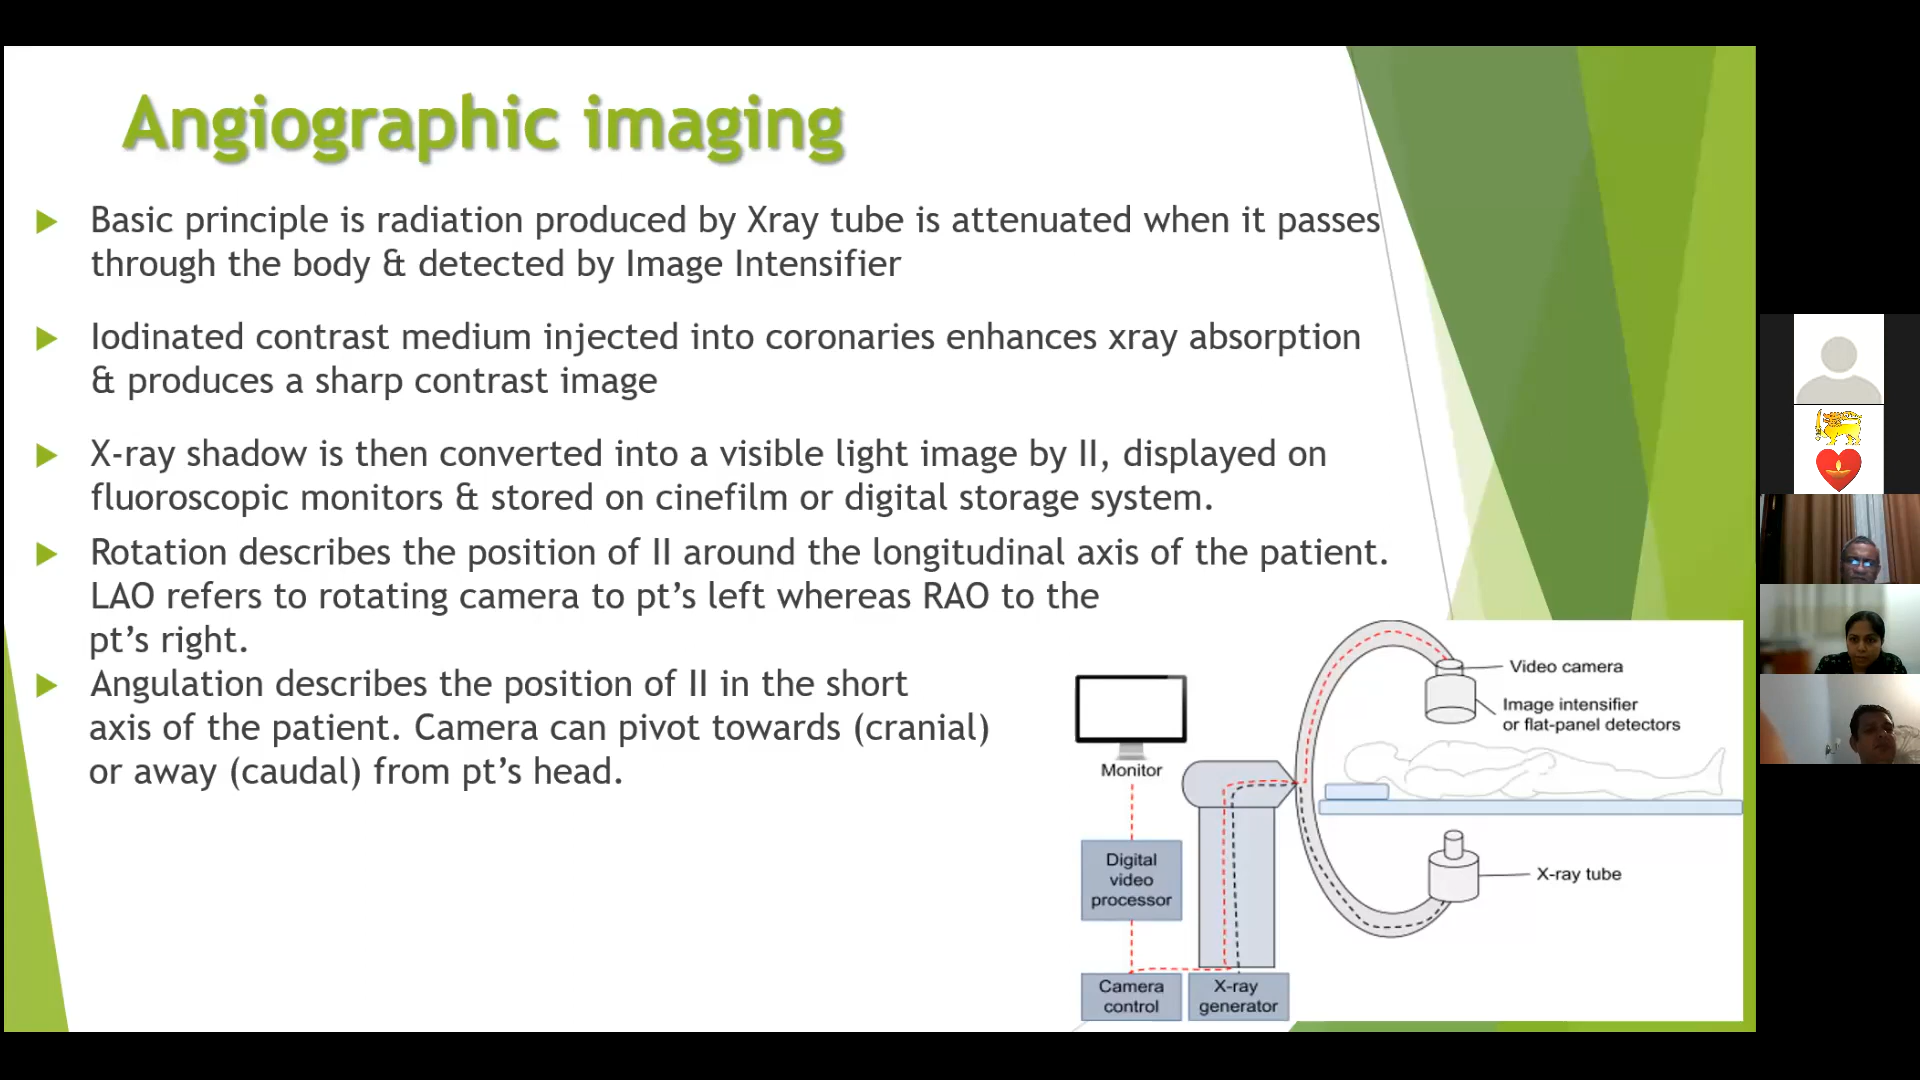 Angiographic imaging
Basic principle is radiation produced by Xray tube is attenuated when it passes
through the body & detected by Image Intensifier
Iodinated contrast medium injected into coronaries enhances xray absorption
& produces a sharp contrast image
X-ray shadow is then converted into a visible light image by II, displayed on
fluoroscopic monitors & stored on cinefilm or digital storage system.
Rotation describes the position of II around the longitudinal axis of the patient.
LAO refers to rotating camera to pt’s left whereas RAO to the
pt’s right.
Angulation describes the position of II in the short
axis of the patient. Camera can pivot towards (cranial)
or away (caudal) from pt’s head.
Video camera
Image intensifier
or flat-panel detectors
Monitor
Digital
video
processor
X-ray tube
Camera
control
X-ray
generator